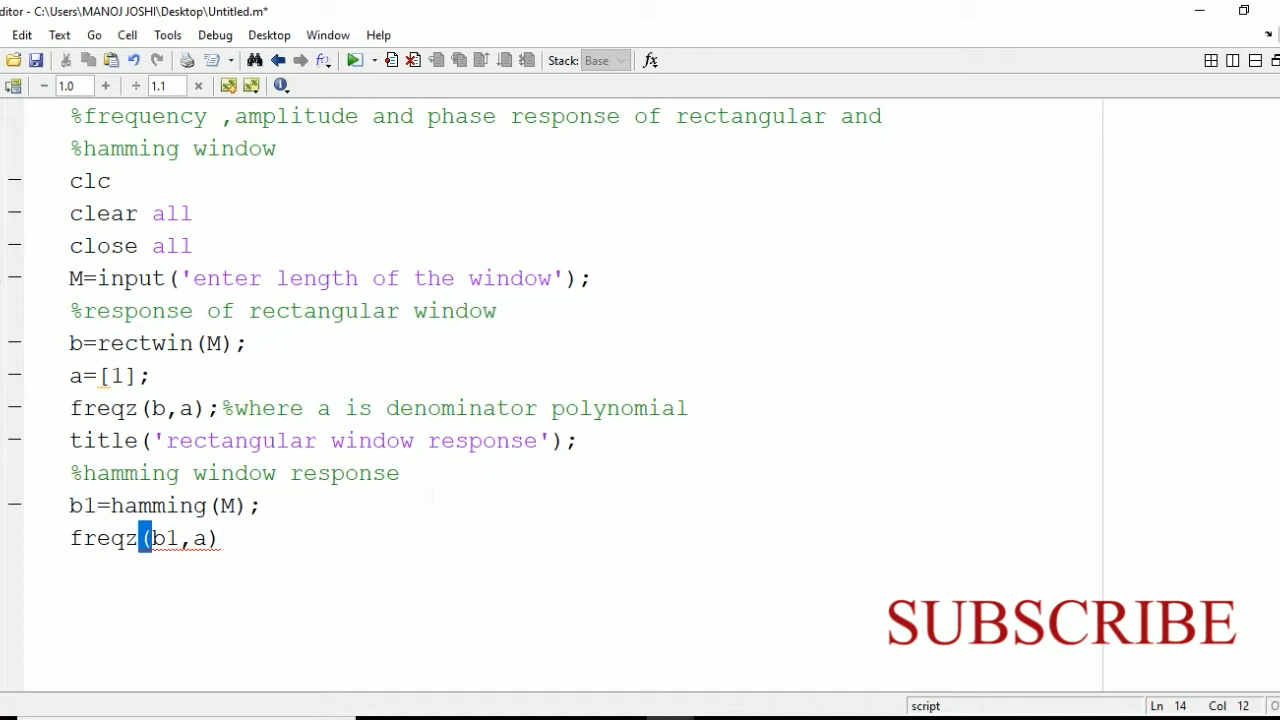 ditor - C:\Users\MANOJ JOSHI\Desktop\Untitled.m*
Edit Text Go Cell Tools Debug Desktop Window Help
Stack: Base fx
− 1.0 + ÷ 1.1 ×
%frequency ,amplitude and phase response of rectangular and
%hamming window
clc
clear all
close all
M=input('enter length of the window');
%response of rectangular window
b=rectwin(M);
a=[1];
freqz(b,a);%where a is denominator polynomial
title('rectangular window response');
%hamming window response
b1=hamming(M);
freqz(b1,a)
SUBSCRIBE
script Ln 14 Col 12